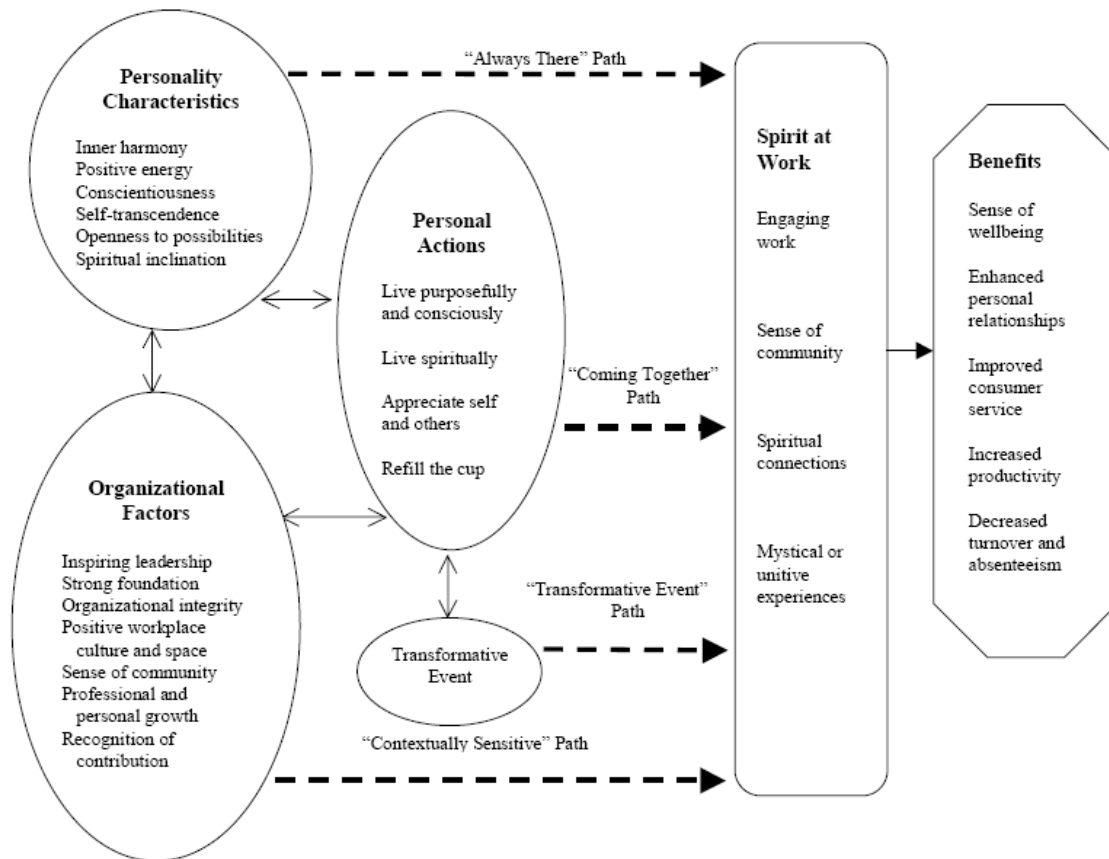 Personality
Characteristics
Inner harmony
Positive energy
Conscientiousness
Self-transcendence
Openness to possibilities
Spiritual inclination
“Always There” Path
Personal
Actions
Live purposefully
and consciously
Live spiritually
Appreciate self
and others
Refill the cup
“Coming Together”
Path
Organizational
Factors
Inspiring leadership
Strong foundation
Organizational integrity
Positive workplace
culture and space
Sense of community
Professional and
personal growth
Recognition of
contribution
Transformative
Event
“Transformative Event”
Path
“Contextually Sensitive” Path
Spirit at
Work
Engaging
work
Sense of
community
Spiritual
connections
Mystical or
unitive
experiences
Benefits
Sense of
wellbeing
Enhanced
personal
relationships
Improved
consumer
service
Increased
productivity
Decreased
turnover and
absenteeism